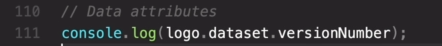 110 // Data attributes
111 console.log(logo.dataset.versionNumber);